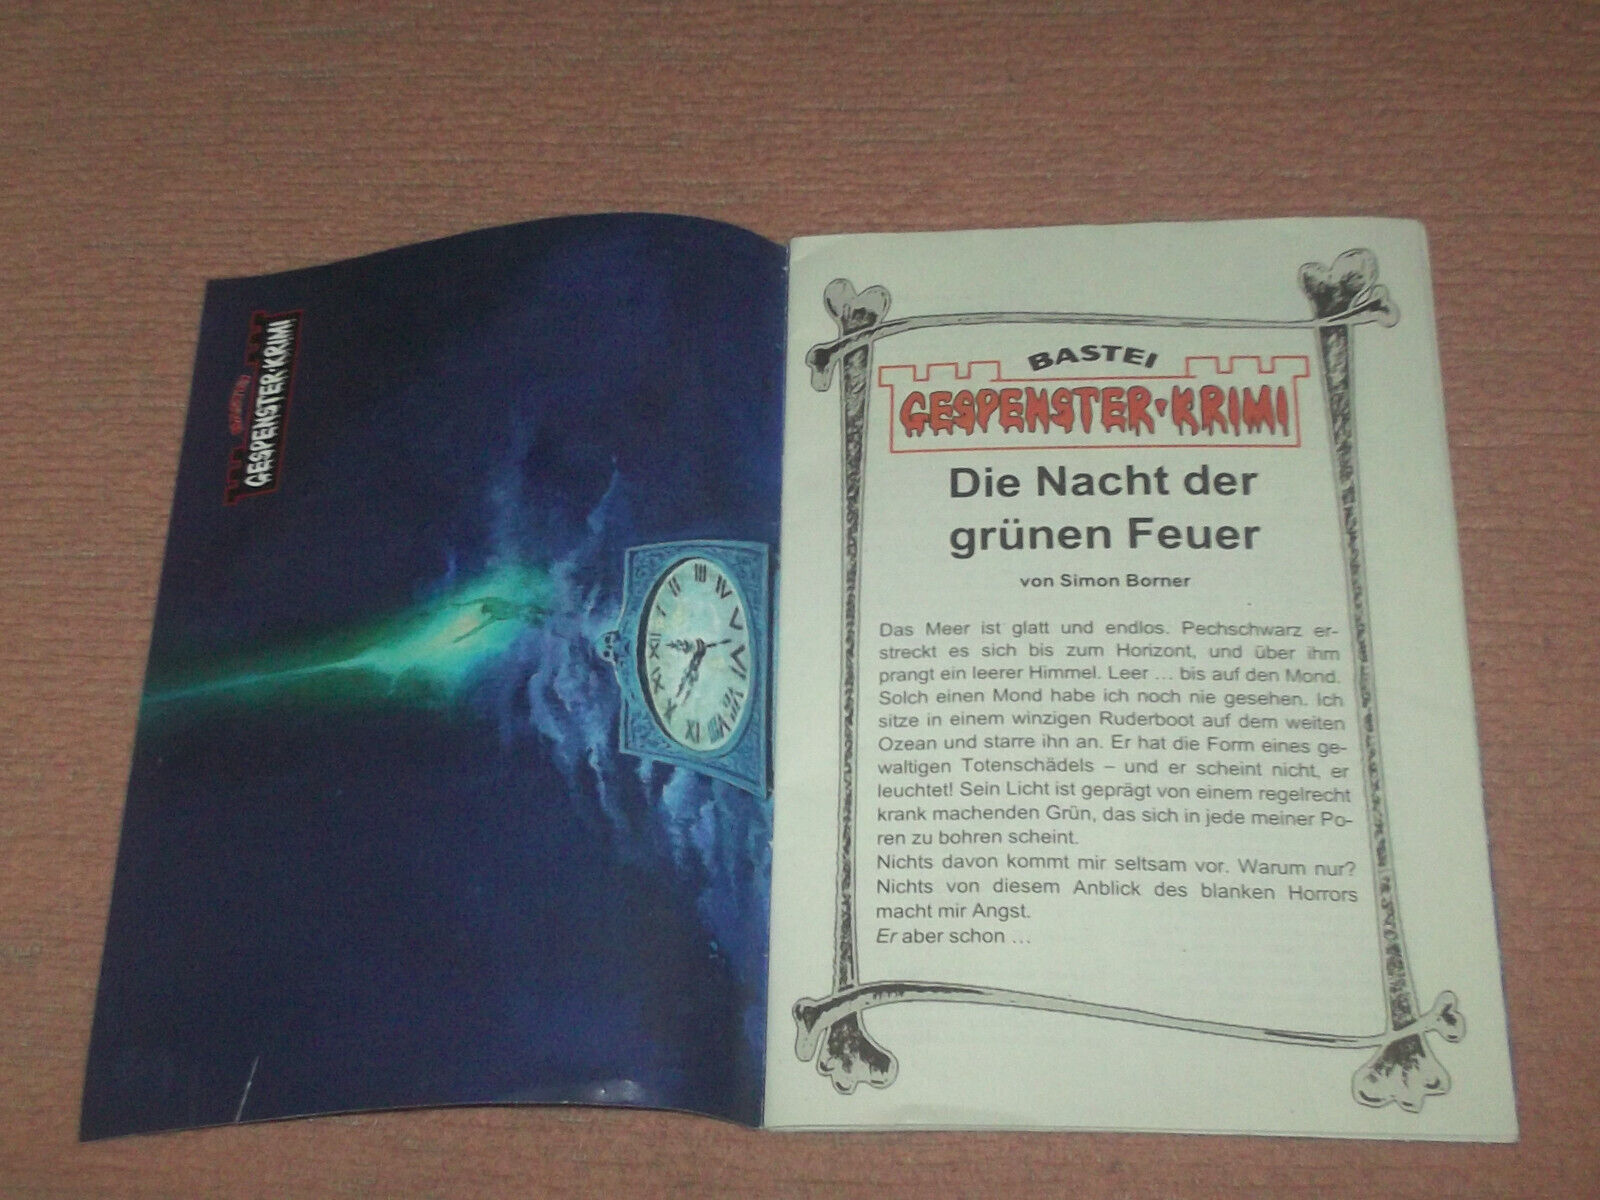 BASTEI
GESPENSTER-KRIMI
BASTEI
GESPENSTER-KRIMI
Die Nacht der
grünen Feuer
von Simon Borner
Das Meer ist glatt und endlos. Pechschwarz er-
streckt es sich bis zum Horizont, und über ihm
prangt ein leerer Himmel. Leer ... bis auf den Mond.
Solch einen Mond habe ich noch nie gesehen. Ich
sitze in einem winzigen Ruderboot auf dem weiten
Ozean und starre ihn an. Er hat die Form eines ge-
waltigen Totenschädels – und er scheint nicht, er
leuchtet! Sein Licht ist geprägt von einem regelrecht
krank machenden Grün, das sich in jede meiner Po-
ren zu bohren scheint.
Nichts davon kommt mir seltsam vor. Warum nur?
Nichts von diesem Anblick des blanken Horrors
macht mir Angst.
Er aber schon ...